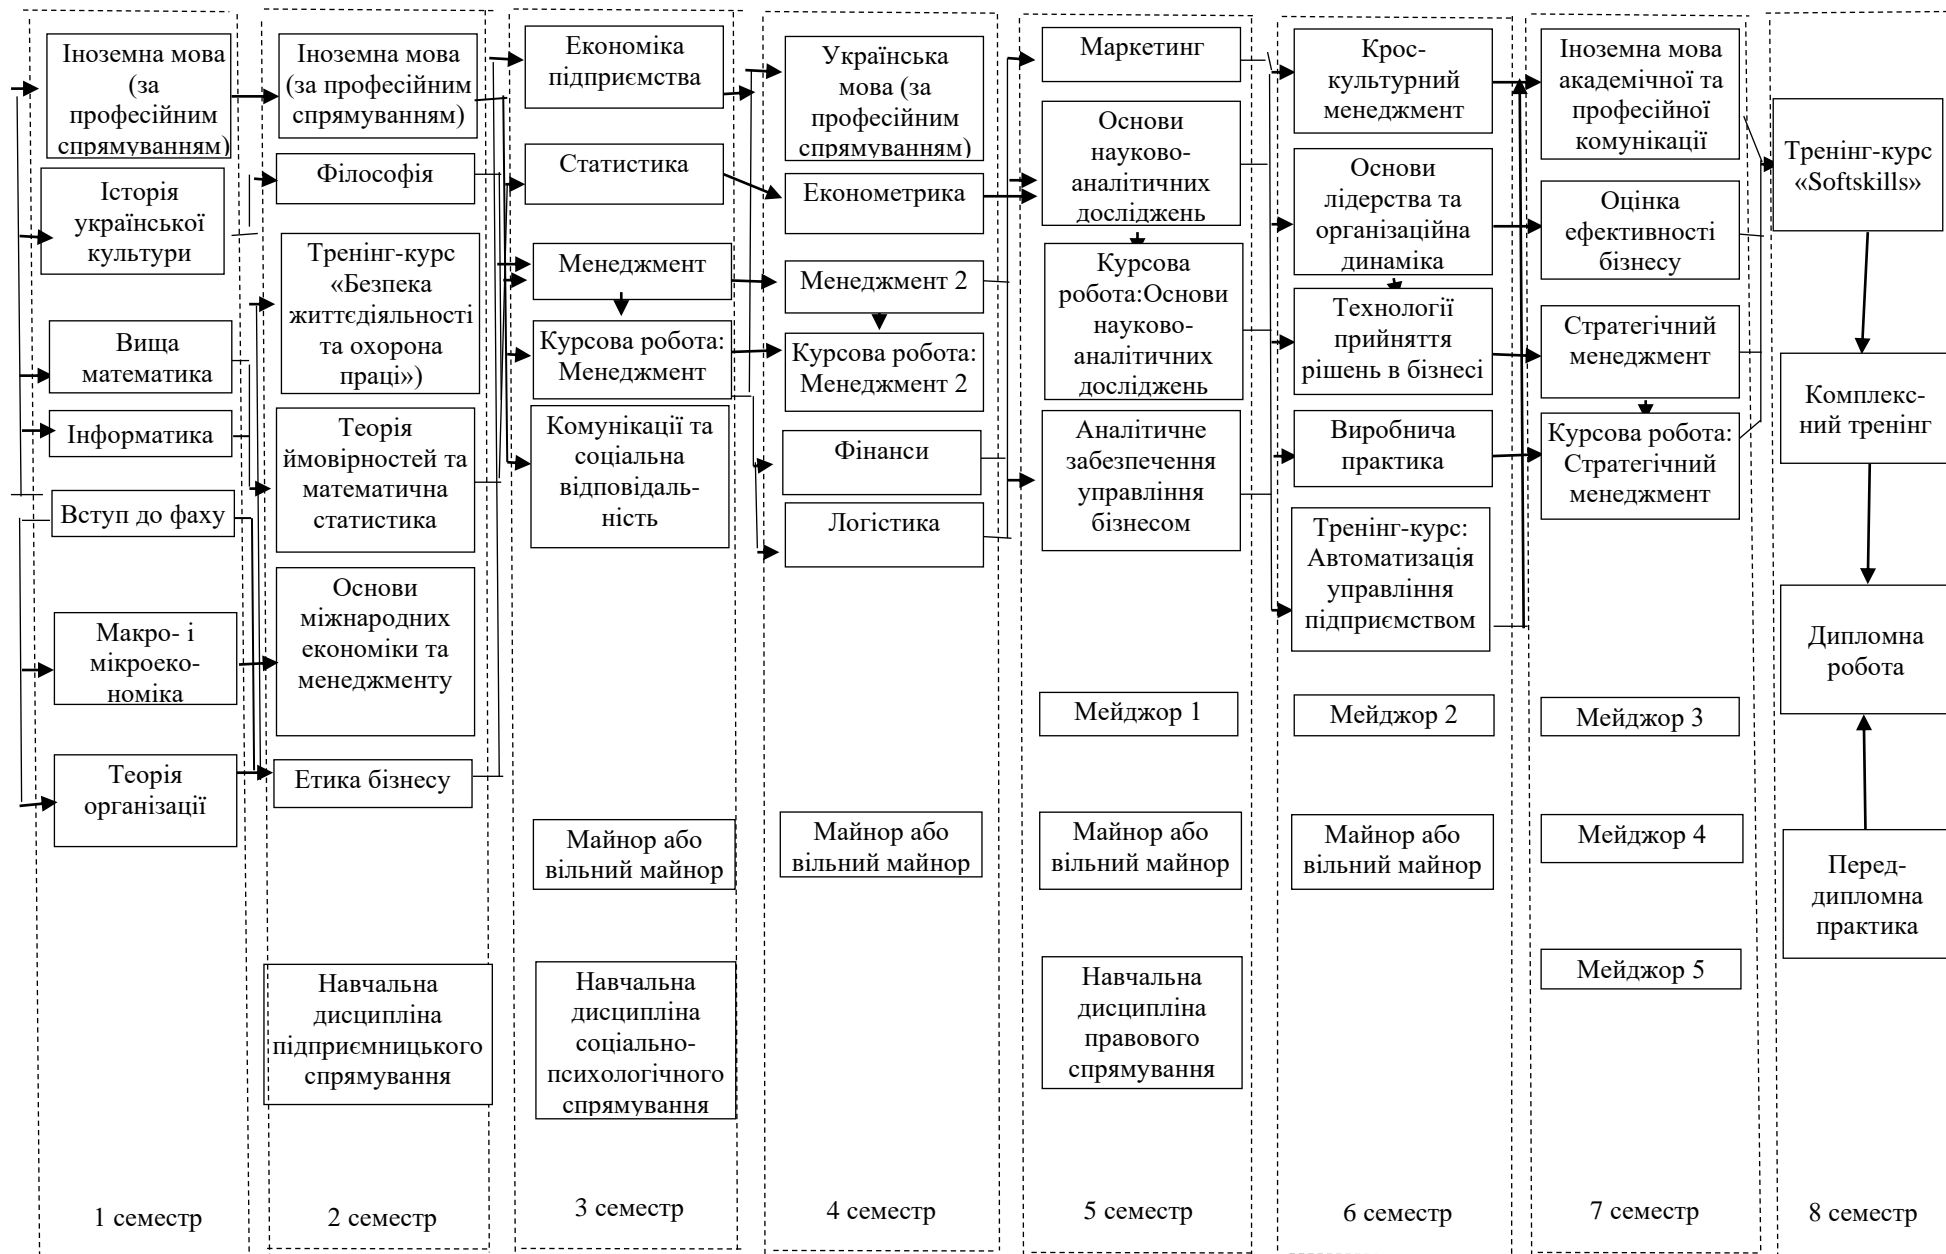 Іноземна мова
(за
професійним
спрямуванням)
Історія
української
культури
Вища
математика
Інформатика
Вступ до фаху
Макро- і
мікроеко-
номіка
Теорія
організації
1 семестр
Іноземна мова
(за професійним
спрямуванням)
Філософія
Тренінг-курс
«Безпека
життєдіяльності
та охорона
праці»)
Теорія
ймовірностей та
математична
статистика
Основи
міжнародних
економіки та
менеджменту
Етика бізнесу
Навчальна
дисципліна
підприємницького
спрямування
2 семестр
Економіка
підприємства
Статистика
Менеджмент
Курсова робота:
Менеджмент
Комунікації та
соціальна
відповідаль-
ність
Майнор або
вільний майнор
Навчальна
дисципліна
соціально-
психологічного
спрямування
3 семестр
Українська
мова (за
професійним
спрямуванням)
Економетрика
Менеджмент 2
Курсова робота:
Менеджмент 2
Фінанси
Логістика
Майнор або
вільний майнор
4 семестр
Маркетинг
Основи
науково-
аналітичних
досліджень
Курсова
робота:Основи
науково-
аналітичних
досліджень
Аналітичне
забезпечення
управління
бізнесом
Мейджор 1
Майнор або
вільний майнор
Навчальна
дисципліна
правового
спрямування
5 семестр
Крос-
культурний
менеджмент
Основи
лідерства та
організаційна
динаміка
Технології
прийняття
рішень в бізнесі
Виробнича
практика
Тренінг-курс:
Автоматизація
управління
підприємством
Мейджор 2
Майнор або
вільний майнор
6 семестр
Іноземна мова
академічної та
професійної
комунікації
Оцінка
ефективності
бізнесу
Стратегічний
менеджмент
Курсова робота:
Стратегічний
менеджмент
Мейджор 3
Мейджор 4
Мейджор 5
7 семестр
Тренінг-курс
«Softskills»
Комплекс-
ний тренінг
Дипломна
робота
Перед-
дипломна
практика
8 семестр